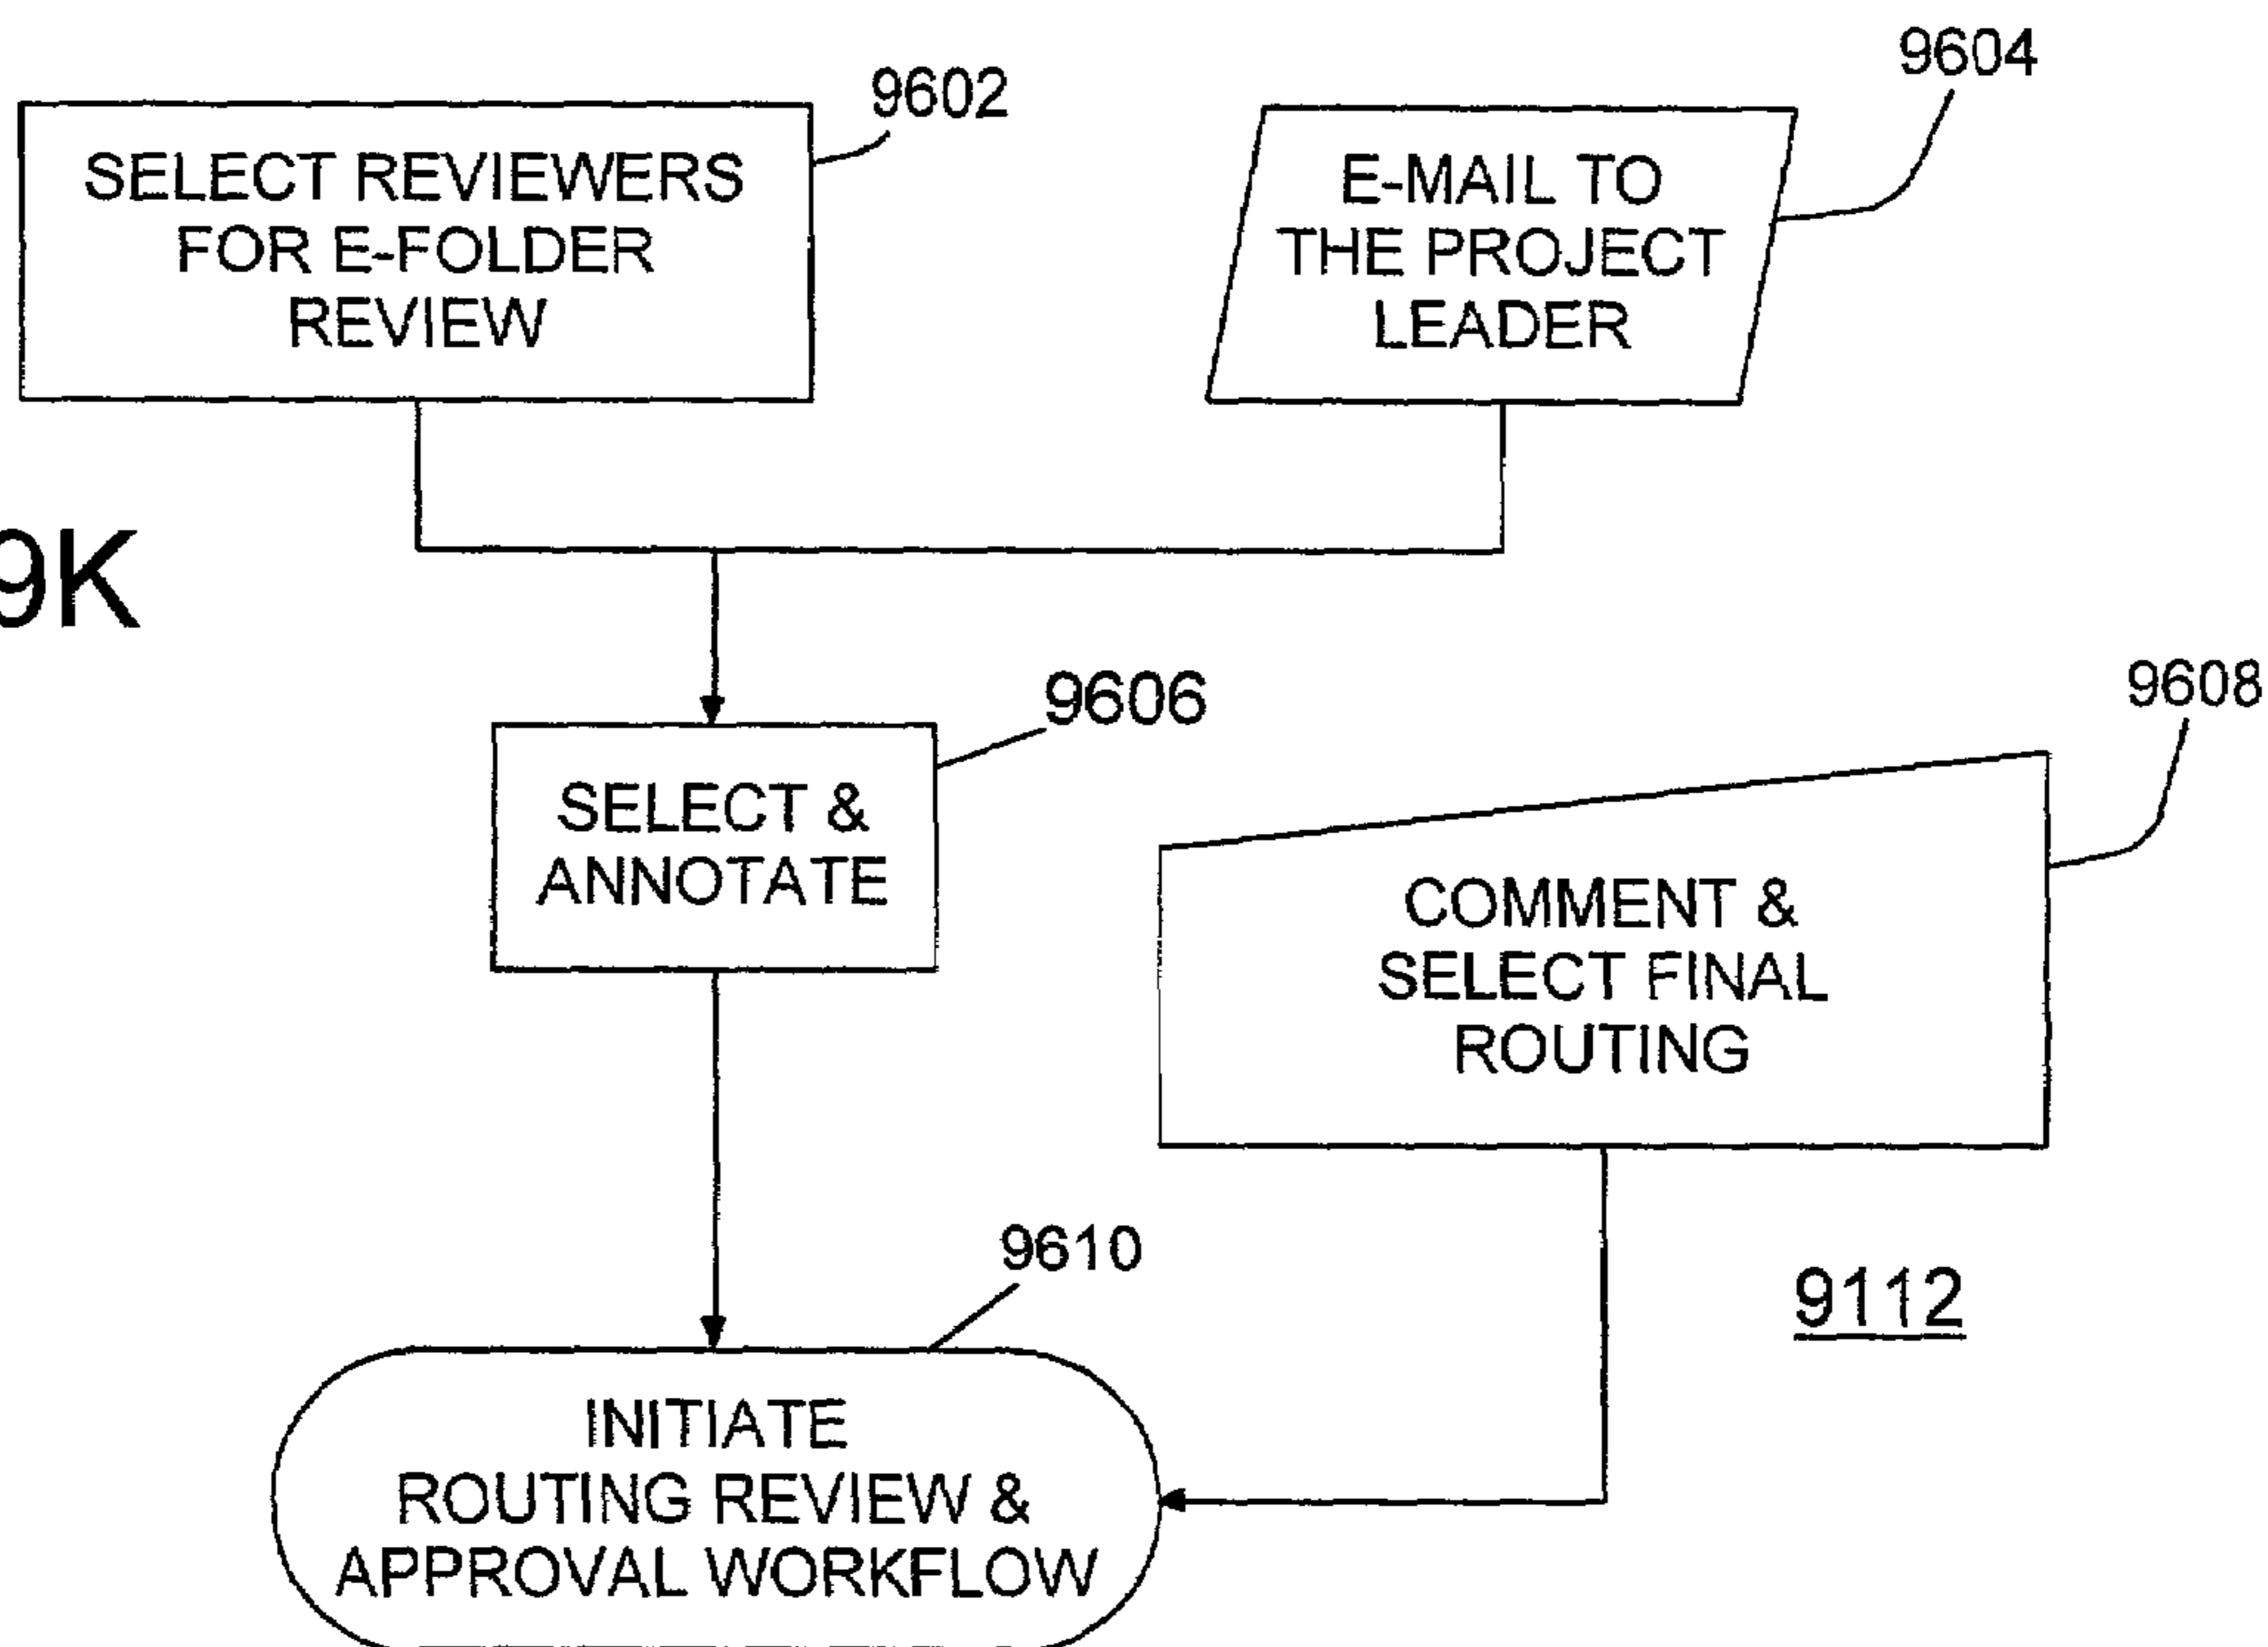 9602
9604
SELECT REVIEWERS
FOR E-FOLDER
REVIEW
E-MAIL TO
THE PROJECT
LEADER
9K
9606
9608
SELECT &
ANNOTATE
COMMENT &
SELECT FINAL
ROUTING
9610
9112
INITIATE
ROUTING REVIEW &
APPROVAL WORKFLOW